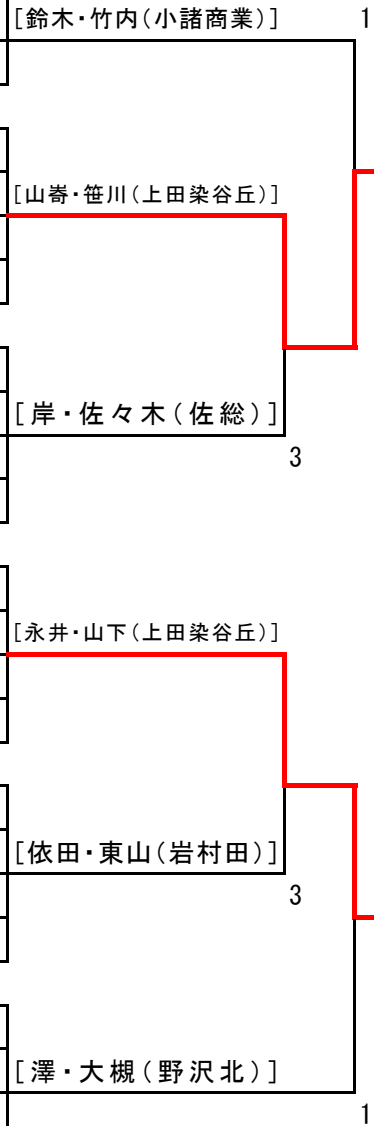 [鈴木・竹内(小諸商業)]
1
[山嵜・笹川(上田染谷丘)]
[岸・佐々木(佐総)]
3
[永井・山下(上田染谷丘)]
[依田・東山(岩村田)]
3
[澤・大槻(野沢北)]
1